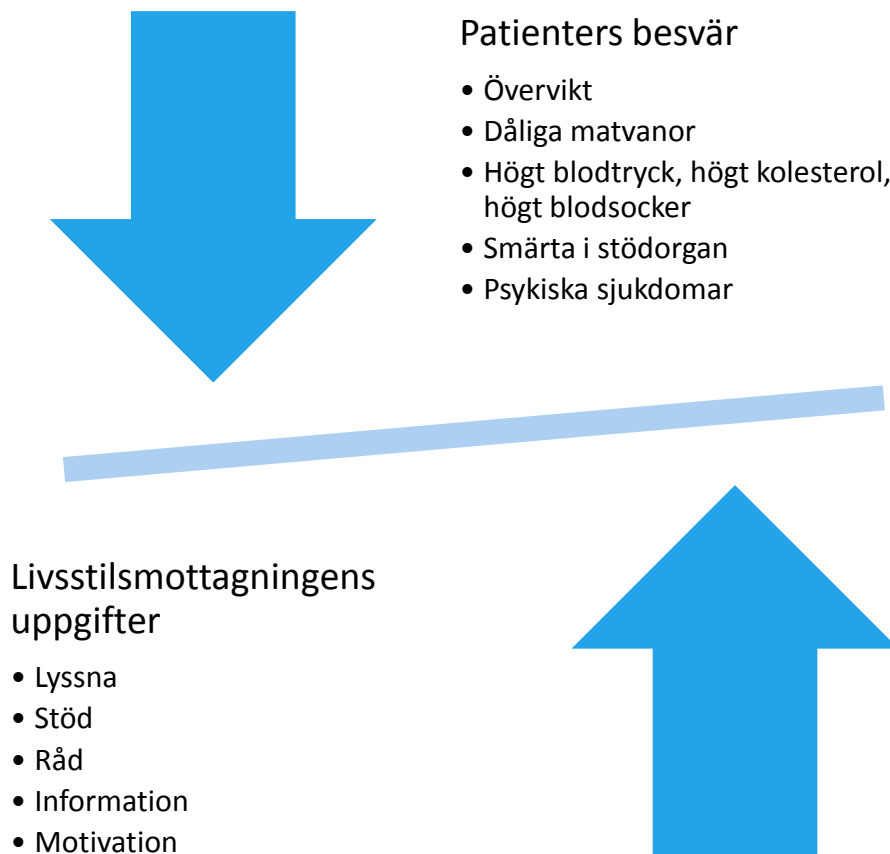 Patienters besvär
• Övervikt
• Dåliga matvanor
• Högt blodtryck, högt kolesterol,
högt blodsocker
• Smärta i stödorgan
• Psykiska sjukdomar
Livsstilsmottagningens
uppgifter
• Lyssna
• Stöd
• Råd
• Information
• Motivation